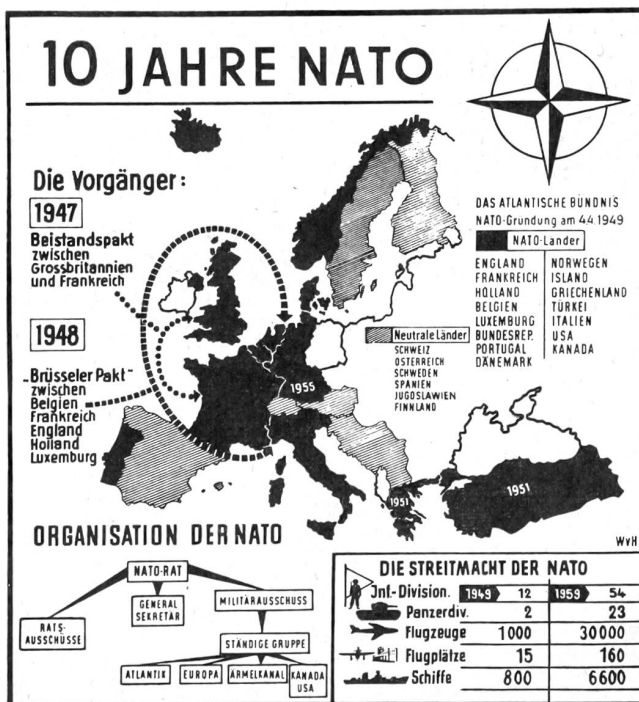 10 JAHRE NATO
Die Vorgänger:
1947
Beistandspakt
zwischen
Grossbritannien
und Frankreich
1948
„Brüsseler Pakt"
zwischen
Belgien
Frankreich
England
Holland
Luxemburg
DAS ATLANTISCHE BÜNDNIS
NATO-Gründung am 4.4.1949
NATO-Länder
ENGLAND
FRANKREICH
HOLLAND
BELGIEN
LUXEMBURG
BUNDESREP.
PORTUGAL
DÄNEMARK
NORWEGEN
ISLAND
GRIECHENLAND
TÜRKEI
ITALIEN
USA
KANADA
Neutrale Länder
SCHWEIZ
ÖSTERREICH
SCHWEDEN
SPANIEN
JUGOSLAWIEN
FINNLAND
1955
1951
1951
WvH
ORGANISATION DER NATO
NATO-RAT
RATS-
AUSSCHÜSSE
GENERAL
SEKRETÄR
MILITÄRAUSSCHUSS
STÄNDIGE GRUPPE
ATLANTIK
EUROPA
ÄRMELKANAL
KANADA
USA
DIE STREITMACHT DER NATO
Inf.-Division. 1949 12 1959 54
Panzerdiv. 2 23
Flugzeuge 1000 30000
Flugplätze 15 160
Schiffe 800 6600